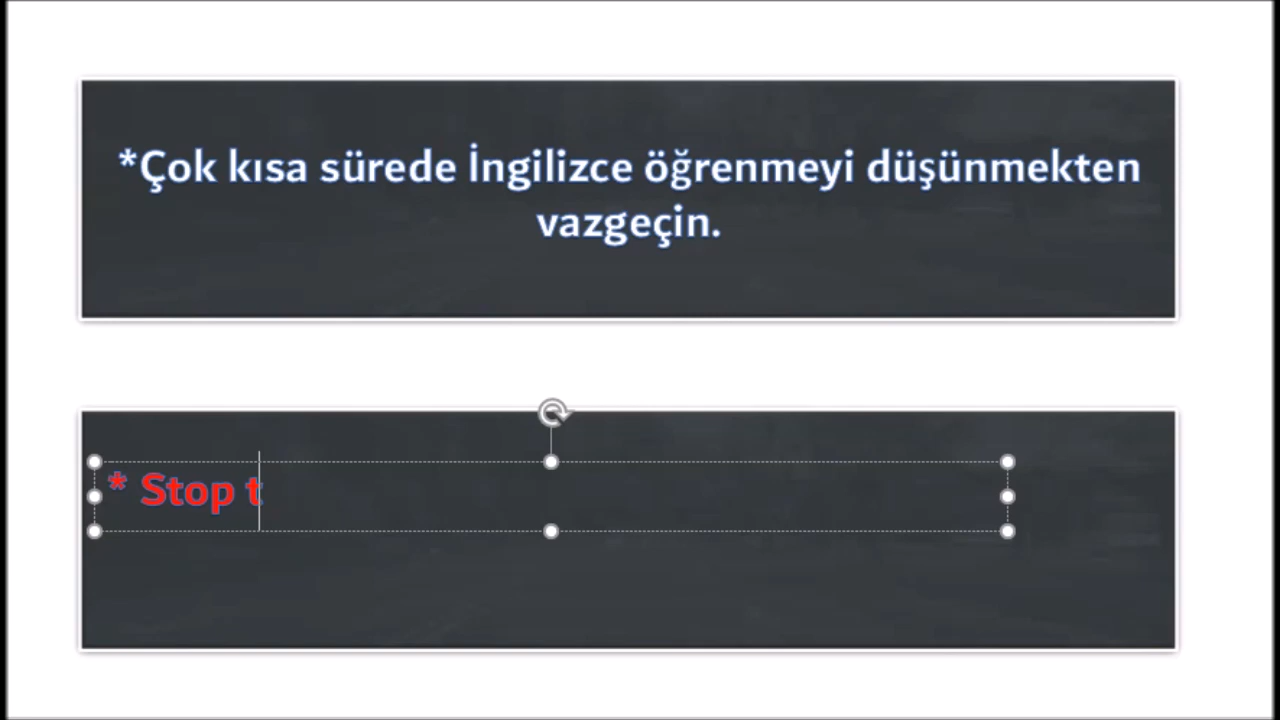 *Çok kısa sürede İngilizce öğrenmeyi düşünmekten
vazgeçin.
* Stop t